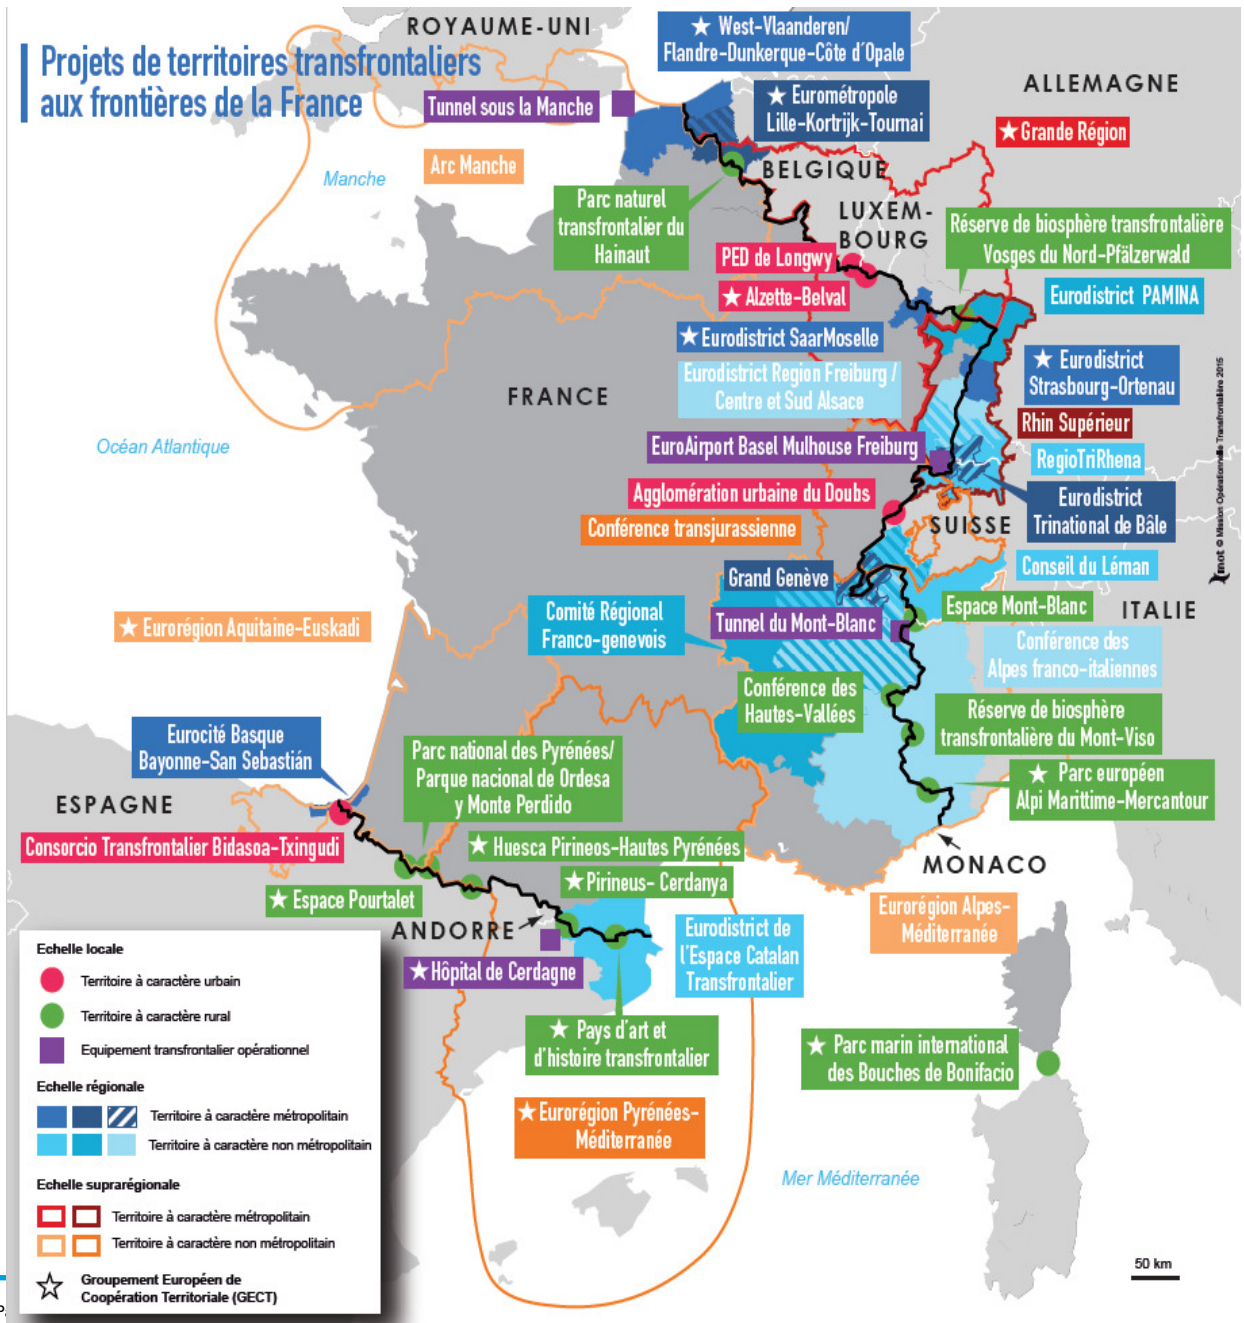 ROYAUME-UNI
Projets de territoires transfrontaliers
aux frontières de la France
★ West-Vlaanderen/
Flandre-Dunkerque-Côte d'Opale
Tunnel sous la Manche
★ Eurométropole
Lille-Kortrijk-Tournai
ALLEMAGNE
★ Grande Région
Arc Manche
Manche
BELGIQUE
Parc naturel
transfrontalier du
Hainaut
LUXEM-
BOURG
Réserve de biosphère transfrontalière
Vosges du Nord-Pfälzerwald
PED de Longwy
★ Alzette-Belval
Eurodistrict PAMINA
★ Eurodistrict SaarMoselle
Eurodistrict Region Freiburg /
Centre et Sud Alsace
★ Eurodistrict
Strasbourg-Ortenau
FRANCE
Rhin Supérieur
Océan Atlantique
EuroAirport Basel Mulhouse Freiburg
RegioTriRhena
Agglomération urbaine du Doubs
Eurodistrict
Trinational de Bâle
Conférence transjurassienne
SUISSE
Conseil du Léman
Grand Genève
Espace Mont-Blanc
ITALIE
Comité Régional
Franco-genevois
Tunnel du Mont-Blanc
★ Eurorégion Aquitaine-Euskadi
Conférence des
Alpes franco-italiennes
Conférence des
Hautes-Vallées
Réserve de biosphère
transfrontalière du Mont-Viso
Eurocité Basque
Bayonne-San Sebastián
Parc national des Pyrénées/
Parque nacional de Ordesa
y Monte Perdido
★ Parc européen
Alpi Marittime-Mercantour
ESPAGNE
Consorcio Transfrontalier Bidasoa-Txingudi
★ Huesca Pirineos-Hautes Pyrénées
MONACO
★ Pirineus- Cerdanya
★ Espace Pourtalet
Eurorégion Alpes-
Méditerranée
ANDORRE
Eurodistrict de
l'Espace Catalan
Transfrontalier
★ Hôpital de Cerdagne
★ Pays d'art et
d'histoire transfrontalier
★ Parc marin international
des Bouches de Bonifacio
★ Eurorégion Pyrénées-
Méditerranée
Mer Méditerranée
50 km
mot © Mission Opérationnelle Transfrontalière 2015
Echelle locale
Territoire à caractère urbain
Territoire à caractère rural
Equipement transfrontalier opérationnel
Echelle régionale
Territoire à caractère métropolitain
Territoire à caractère non métropolitain
Echelle suprarégionale
Territoire à caractère métropolitain
Territoire à caractère non métropolitain
☆ Groupement Européen de
Coopération Territoriale (GECT)